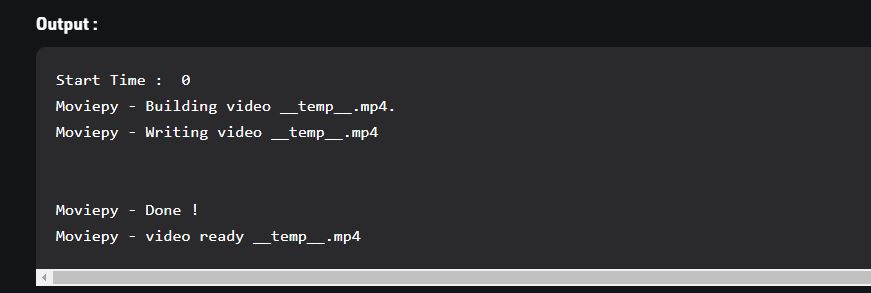 Output :
Start Time :  0
Moviepy - Building video __temp__.mp4.
Moviepy - Writing video __temp__.mp4
Moviepy - Done !
Moviepy - video ready __temp__.mp4